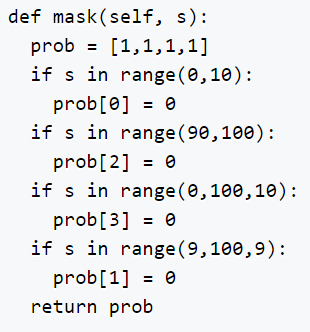 def mask(self, s):
  prob = [1,1,1,1]
  if s in range(0,10):
    prob[0] = 0
  if s in range(90,100):
    prob[2] = 0
  if s in range(0,100,10):
    prob[3] = 0
  if s in range(9,100,9):
    prob[1] = 0
  return prob